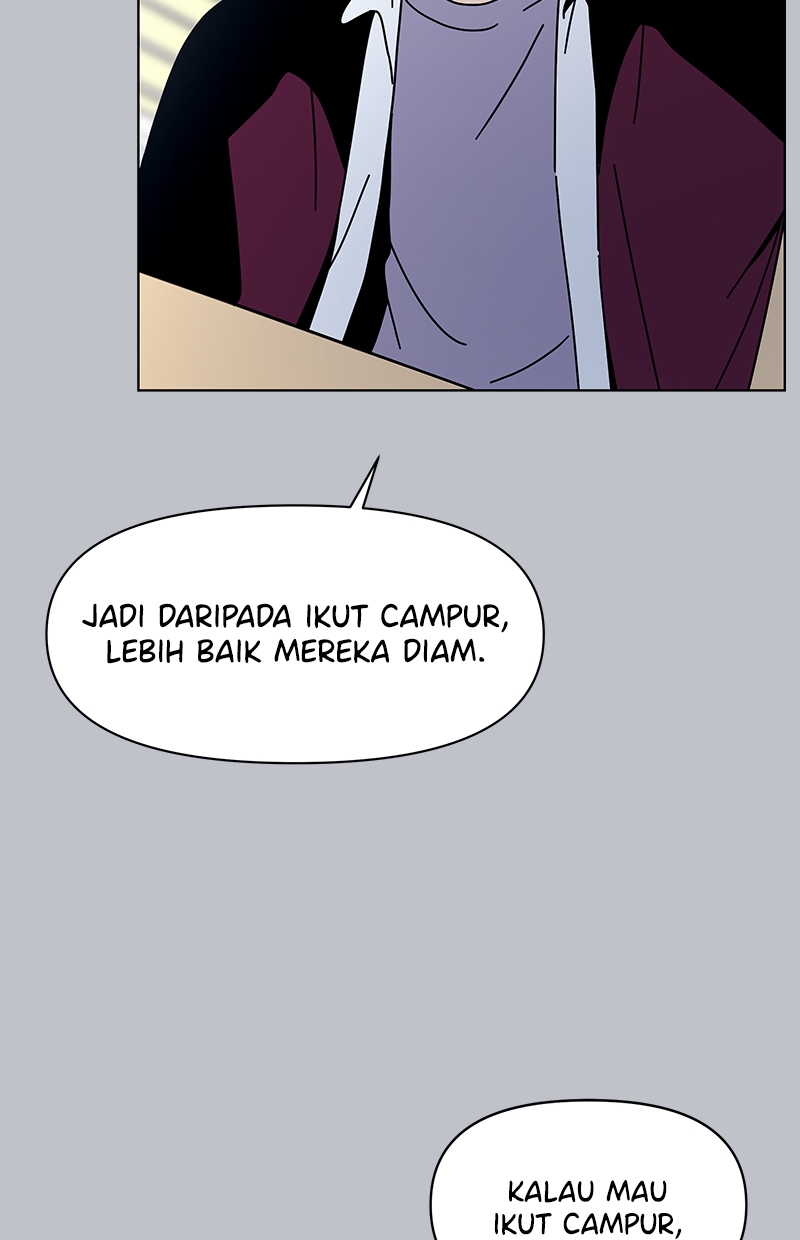 JADI DARIPADA IKUT CAMPUR,
LEBIH BAIK MEREKA DIAM.
KALAU MAU
IKUT CAMPUR,